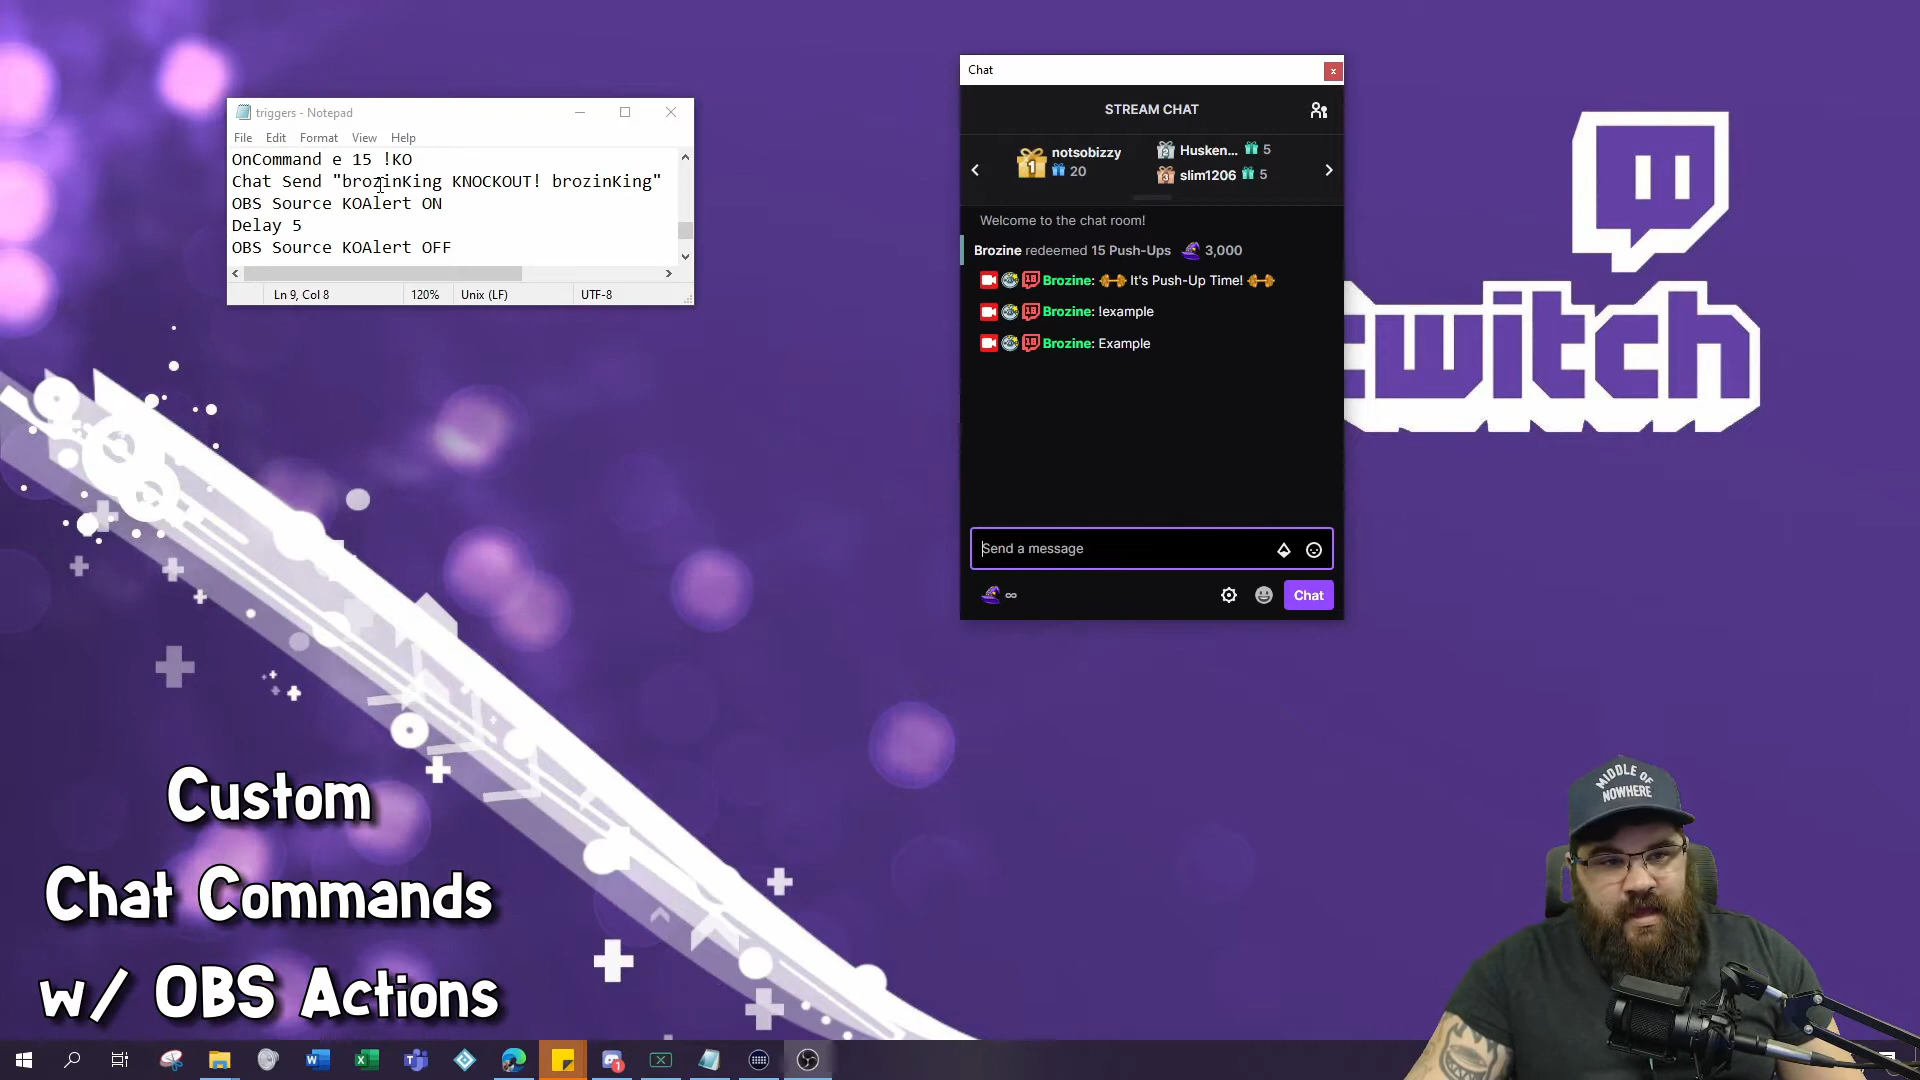 triggers - Notepad
File Edit Format View Help
OnCommand e 15 !KO
Chat Send "brozinKing KNOCKOUT! brozinKing"
OBS Source KOAlert ON
Delay 5
OBS Source KOAlert OFF
Ln 9, Col 8 120% Unix (LF) UTF-8
Chat
STREAM CHAT
1 notsobizzy 20
2 Husken... 5
3 slim1206 5
Welcome to the chat room!
Brozine redeemed 15 Push-Ups 3,000
Brozine: It's Push-Up Time!
Brozine: !example
Brozine: Example
Send a message
∞ Chat
twitch
Custom
Chat Commands
w/ OBS Actions
MIDDLE OF
NOWHERE